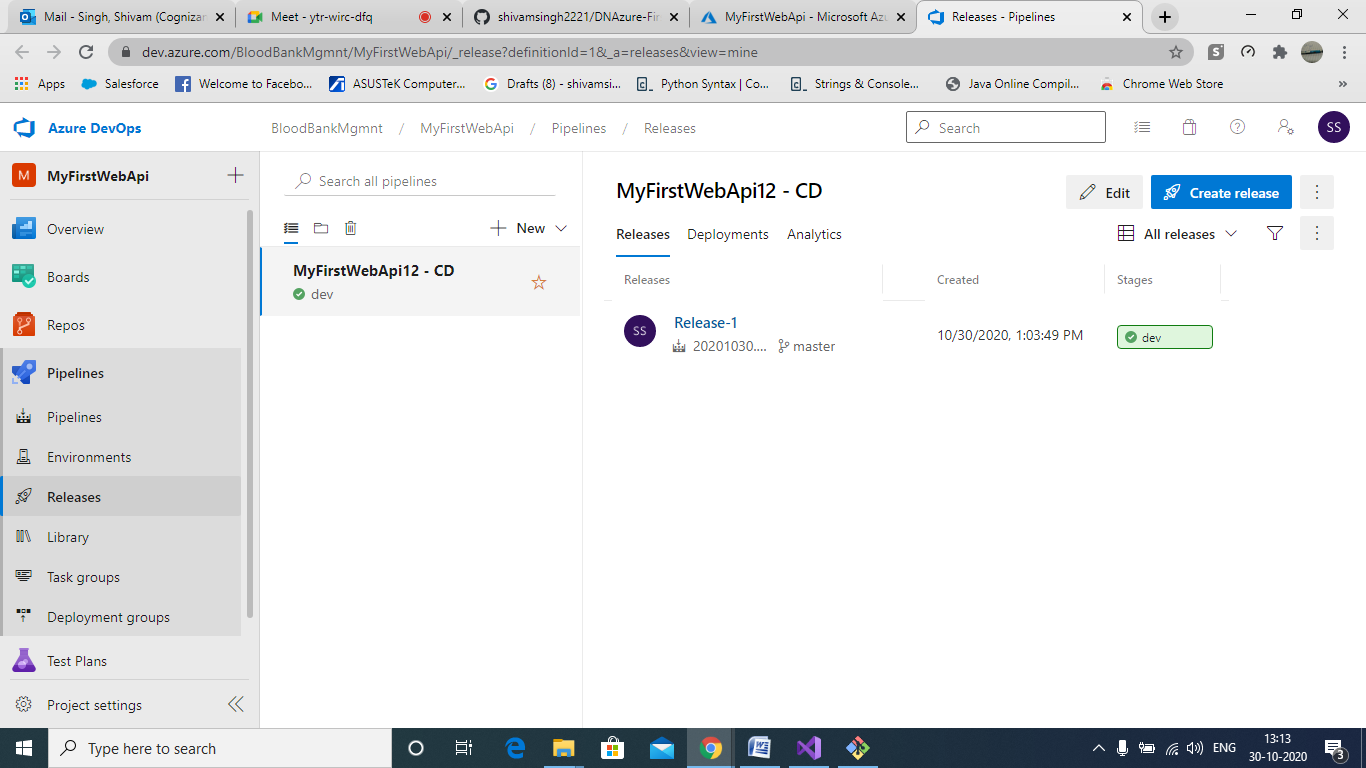 Mail - Singh, Shivam (Cognizan
Meet - ytr-wirc-dfq
shivamsingh2221/DNAzure-Fir
MyFirstWebApi - Microsoft Azu
Releases - Pipelines
dev.azure.com/BloodBankMgmnt/MyFirstWebApi/_release?definitionId=1&_a=releases&view=mine
Apps
Salesforce
Welcome to Facebo...
ASUSTeK Computer...
Drafts (8) - shivamsi...
Python Syntax | Co...
Strings & Console...
Java Online Compil...
Chrome Web Store
Azure DevOps
BloodBankMgmnt / MyFirstWebApi / Pipelines / Releases
Search
SS
M MyFirstWebApi
Overview
Boards
Repos
Pipelines
Pipelines
Environments
Releases
Library
Task groups
Deployment groups
Test Plans
Project settings
Search all pipelines
New
MyFirstWebApi12 - CD
dev
MyFirstWebApi12 - CD
Edit
Create release
Releases Deployments Analytics
All releases
Releases Created Stages
SS
Release-1
20201030.... master
10/30/2020, 1:03:49 PM
dev
Type here to search
ENG
13:13
30-10-2020
3